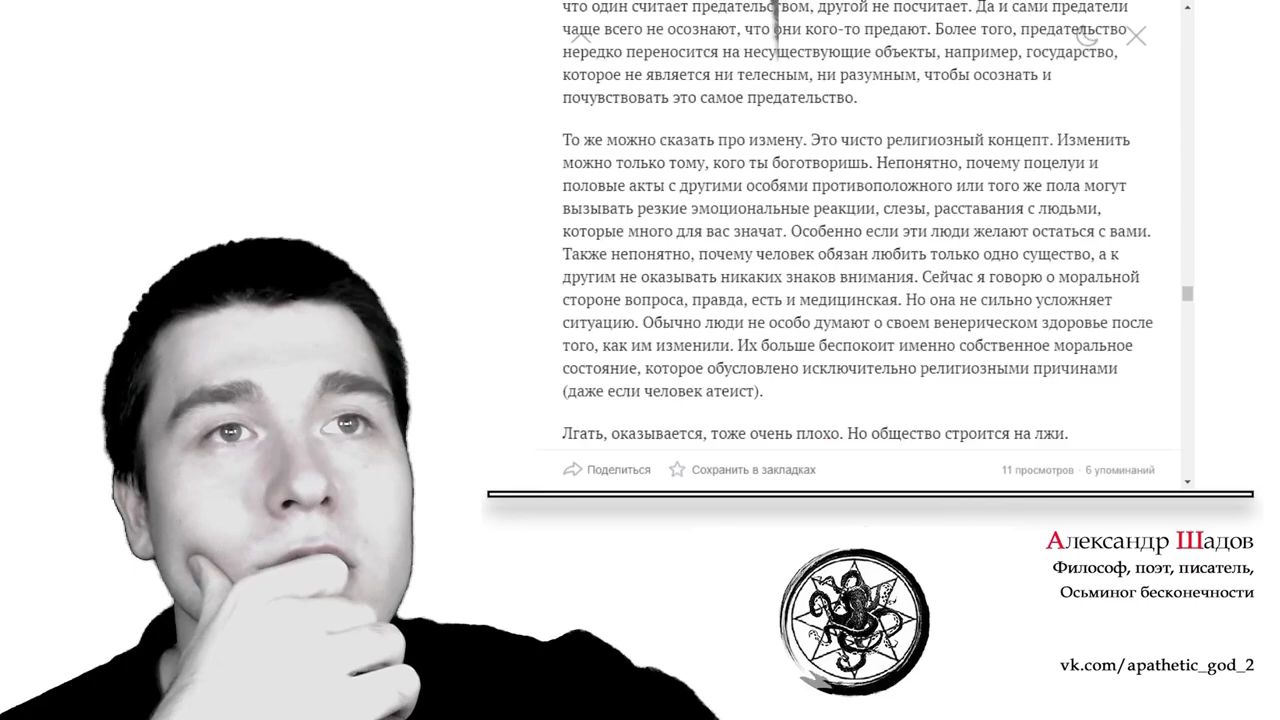 что один считает предательством, другой не посчитает. Да и сами предатели
чаще всего не осознают, что они кого-то предают. Более того, предательство
нередко переносится на несуществующие объекты, например, государство,
которое не является ни телесным, ни разумным, чтобы осознать и
почувствовать это самое предательство.
То же можно сказать про измену. Это чисто религиозный концепт. Изменить
можно только тому, кого ты боготворишь. Непонятно, почему поцелуи и
половые акты с другими особями противоположного или того же пола могут
вызывать резкие эмоциональные реакции, слезы, расставания с людьми,
которые много для вас значат. Особенно если эти люди желают остаться с вами.
Также непонятно, почему человек обязан любить только одно существо, а к
другим не оказывать никаких знаков внимания. Сейчас я говорю о моральной
стороне вопроса, правда, есть и медицинская. Но она не сильно усложняет
ситуацию. Обычно люди не особо думают о своем венерическом здоровье после
того, как им изменили. Их больше беспокоит именно собственное моральное
состояние, которое обусловлено исключительно религиозными причинами
(даже если человек атеист).
Лгать, оказывается, тоже очень плохо. Но общество строится на лжи.
Поделиться Сохранить в закладках 11 просмотров · 6 упоминаний
Александр Шадов
Философ, поэт, писатель,
Осьминог бесконечности
vk.com/apathetic_god_2